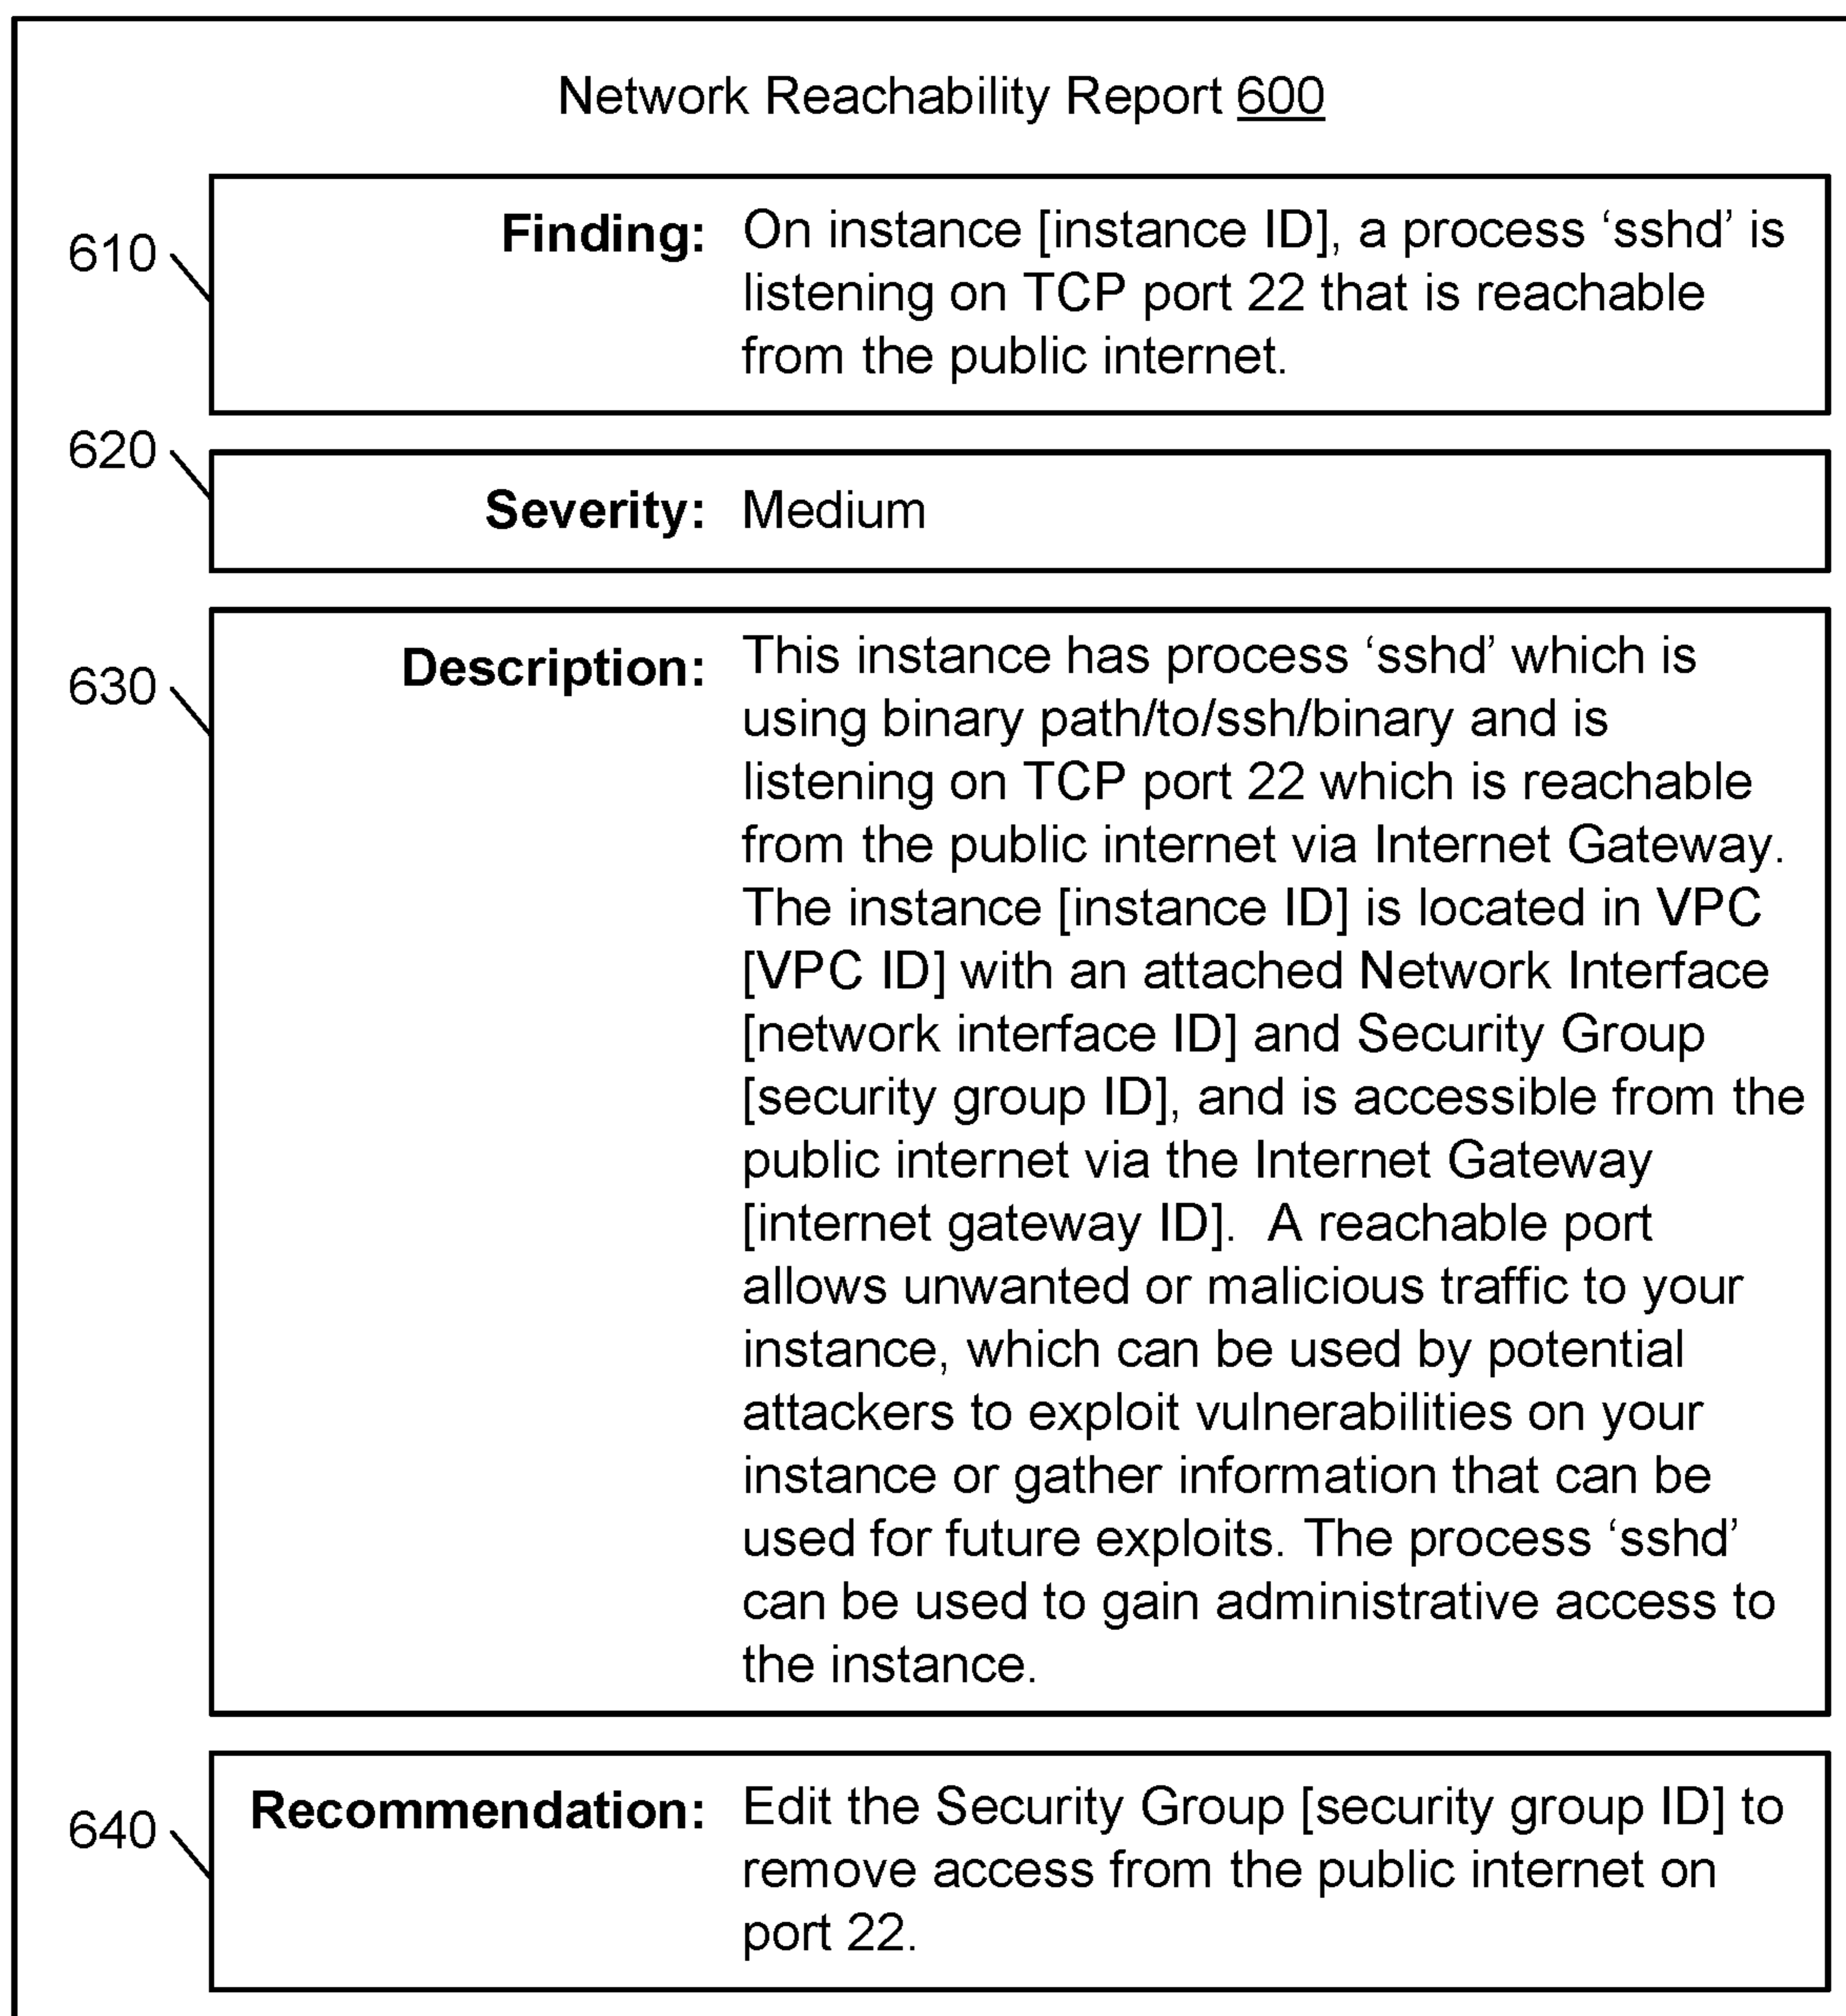 Network Reachability Report 600
610
Finding: On instance [instance ID], a process ‘sshd’ is
listening on TCP port 22 that is reachable
from the public internet.
620
Severity: Medium
630
Description: This instance has process ‘sshd’ which is
using binary path/to/ssh/binary and is
listening on TCP port 22 which is reachable
from the public internet via Internet Gateway.
The instance [instance ID] is located in VPC
[VPC ID] with an attached Network Interface
[network interface ID] and Security Group
[security group ID], and is accessible from the
public internet via the Internet Gateway
[internet gateway ID].  A reachable port
allows unwanted or malicious traffic to your
instance, which can be used by potential
attackers to exploit vulnerabilities on your
instance or gather information that can be
used for future exploits. The process ‘sshd’
can be used to gain administrative access to
the instance.
640
Recommendation: Edit the Security Group [security group ID] to
remove access from the public internet on
port 22.